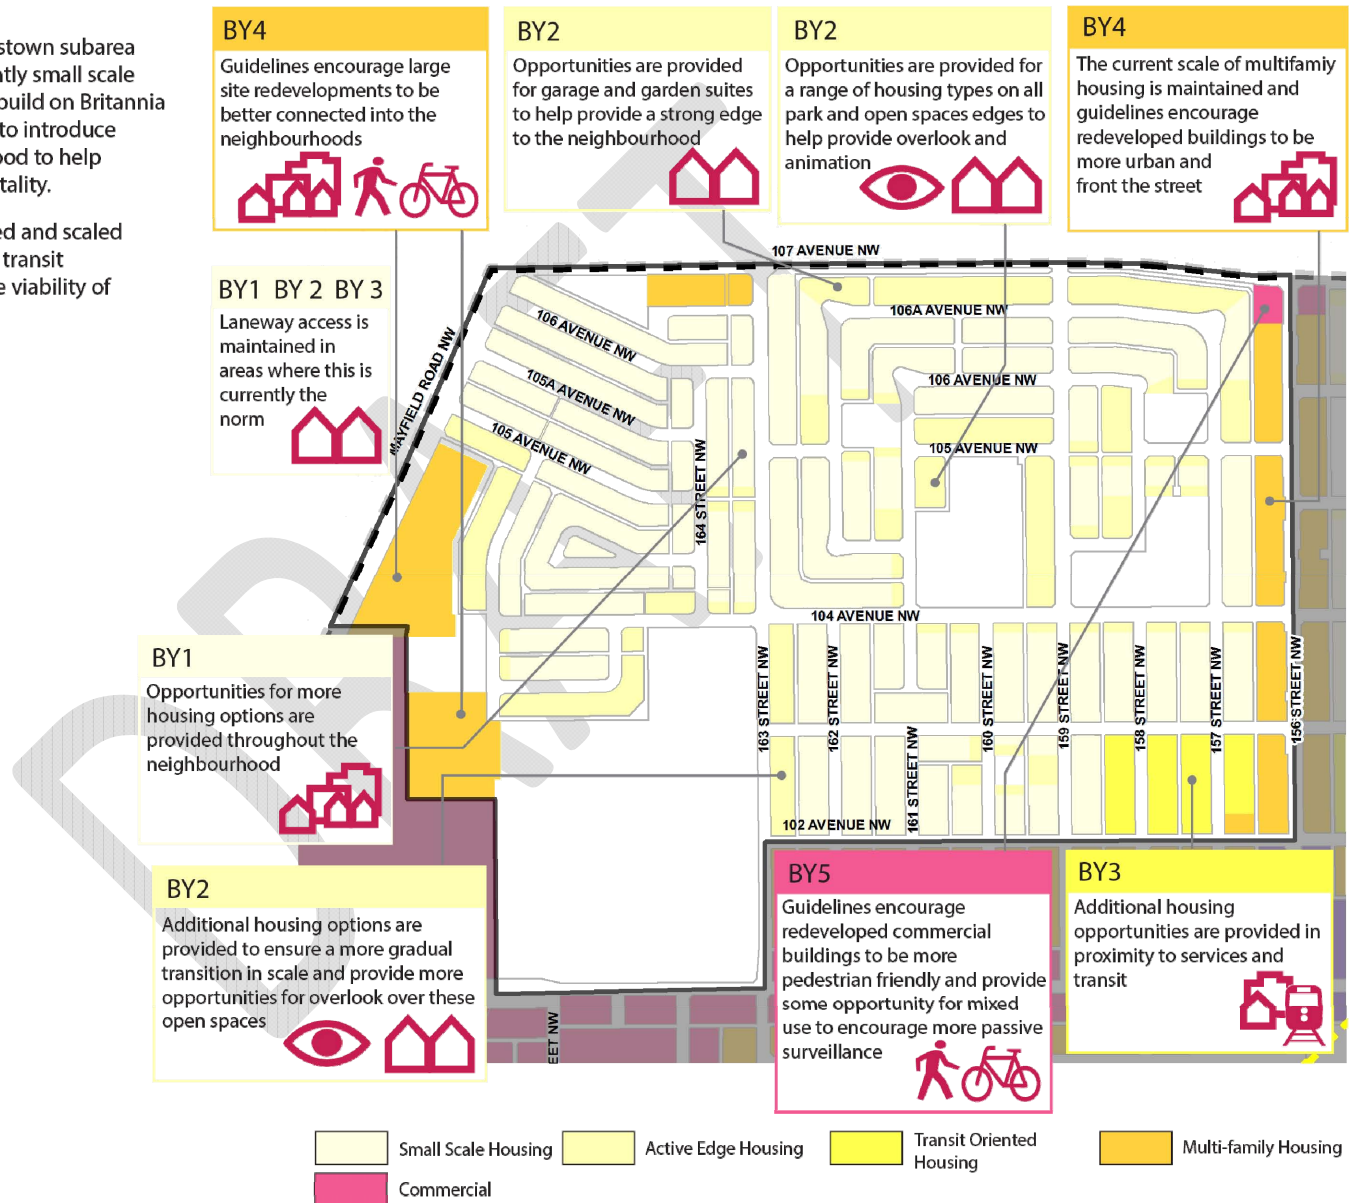 stown subarea
ntly small scale
build on Britannia
to introduce
ood to help
tality.
ed and scaled
transit
e viability of
BY4
Guidelines encourage large
site redevelopments to be
better connected into the
neighbourhoods
BY2
Opportunities are provided
for garage and garden suites
to help provide a strong edge
to the neighbourhood
BY2
Opportunities are provided for
a range of housing types on all
park and open spaces edges to
help provide overlook and
animation
BY4
The current scale of multifamiy
housing is maintained and
guidelines encourage
redeveloped buildings to be
more urban and
front the street
BY1 BY 2 BY 3
Laneway access is
maintained in
areas where this is
currently the
norm
107 AVENUE NW
106A AVENUE NW
106 AVENUE NW
106 AVENUE NW
105A AVENUE NW
105 AVENUE NW
105 AVENUE NW
MAYFIELD ROAD NW
164 STREET NW
104 AVENUE NW
163 STREET NW
162 STREET NW
161 STREET NW
160 STREET NW
159 STREET NW
158 STREET NW
157 STREET NW
156 STREET NW
102 AVENUE NW
EET NW
DRAFT
BY1
Opportunities for more
housing options are
provided throughout the
neighbourhood
BY2
Additional housing options are
provided to ensure a more gradual
transition in scale and provide more
opportunities for overlook over these
open spaces
BY5
Guidelines encourage
redeveloped commercial
buildings to be more
pedestrian friendly and provide
some opportunity for mixed
use to encourage more passive
surveillance
BY3
Additional housing
opportunities are provided in
proximity to services and
transit
Small Scale Housing
Active Edge Housing
Transit Oriented
Housing
Multi-family Housing
Commercial